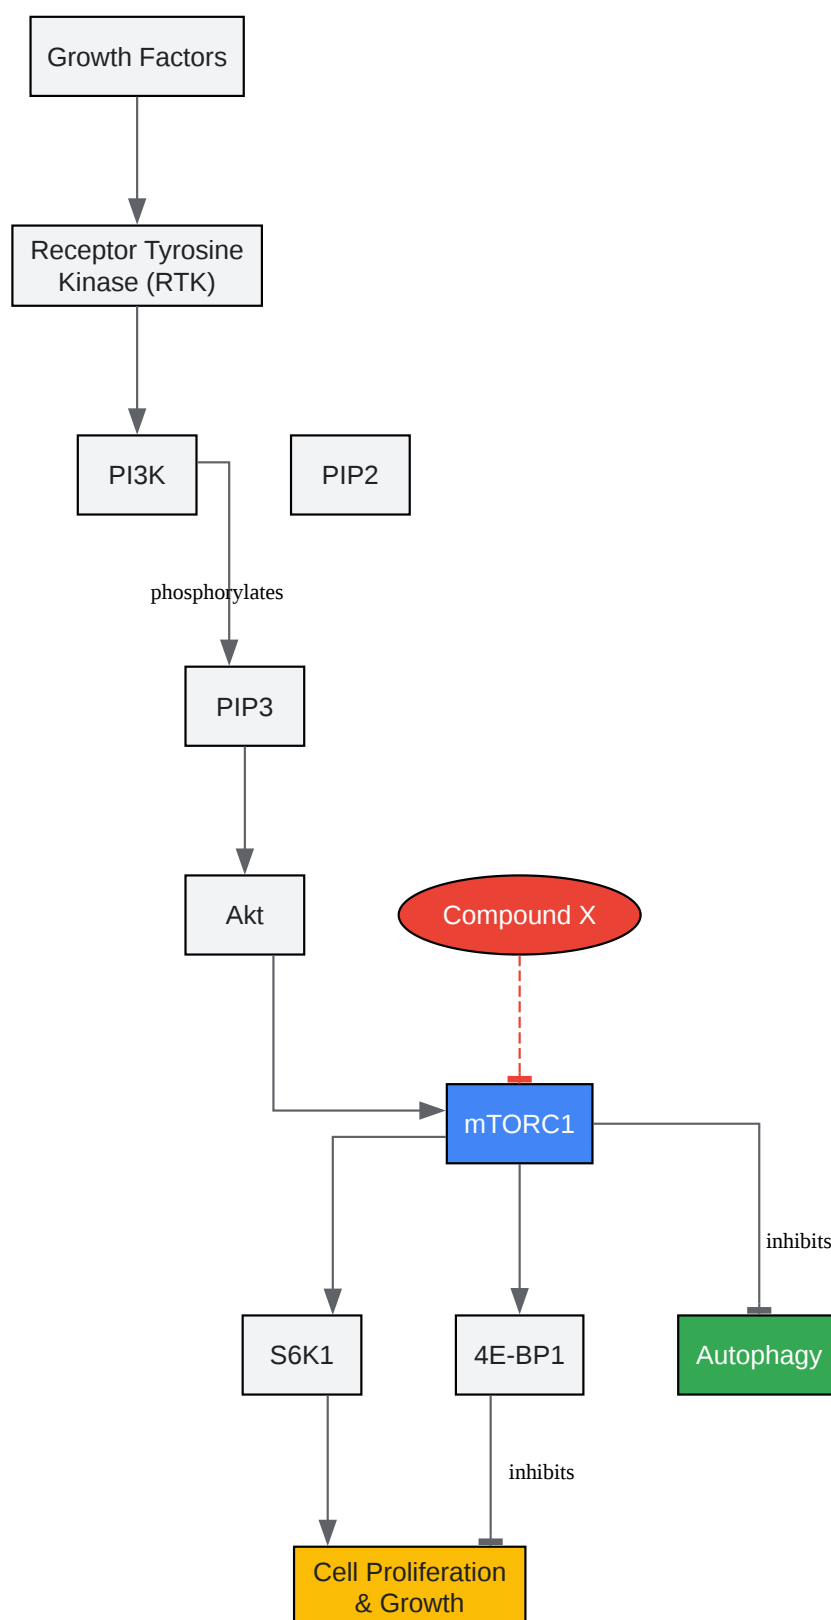 Growth Factors
Receptor Tyrosine
Kinase (RTK)
PI3K
PIP2
phosphorylates
PIP3
Akt
Compound X
mTORC1
inhibits
S6K1
4E-BP1
Autophagy
inhibits
Cell Proliferation
& Growth